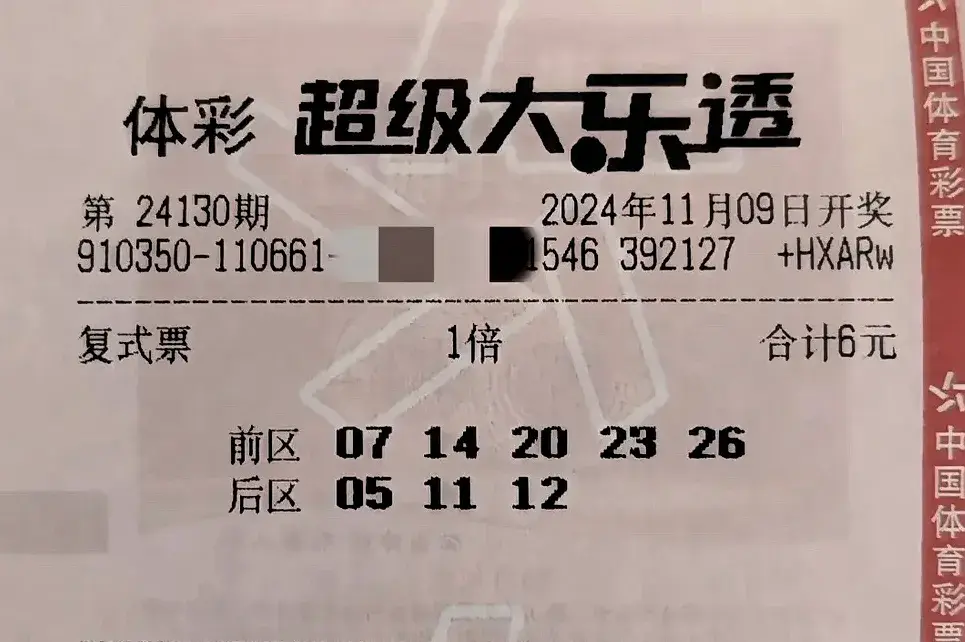 体彩 超级大乐透
第 24130期 2024年11月09日开奖
910350-110661- 1546 392127 +HXARw
复式票 1倍 合计6元
前区 07 14 20 23 26
后区 05 11 12
中国体育彩票
中国体育彩票